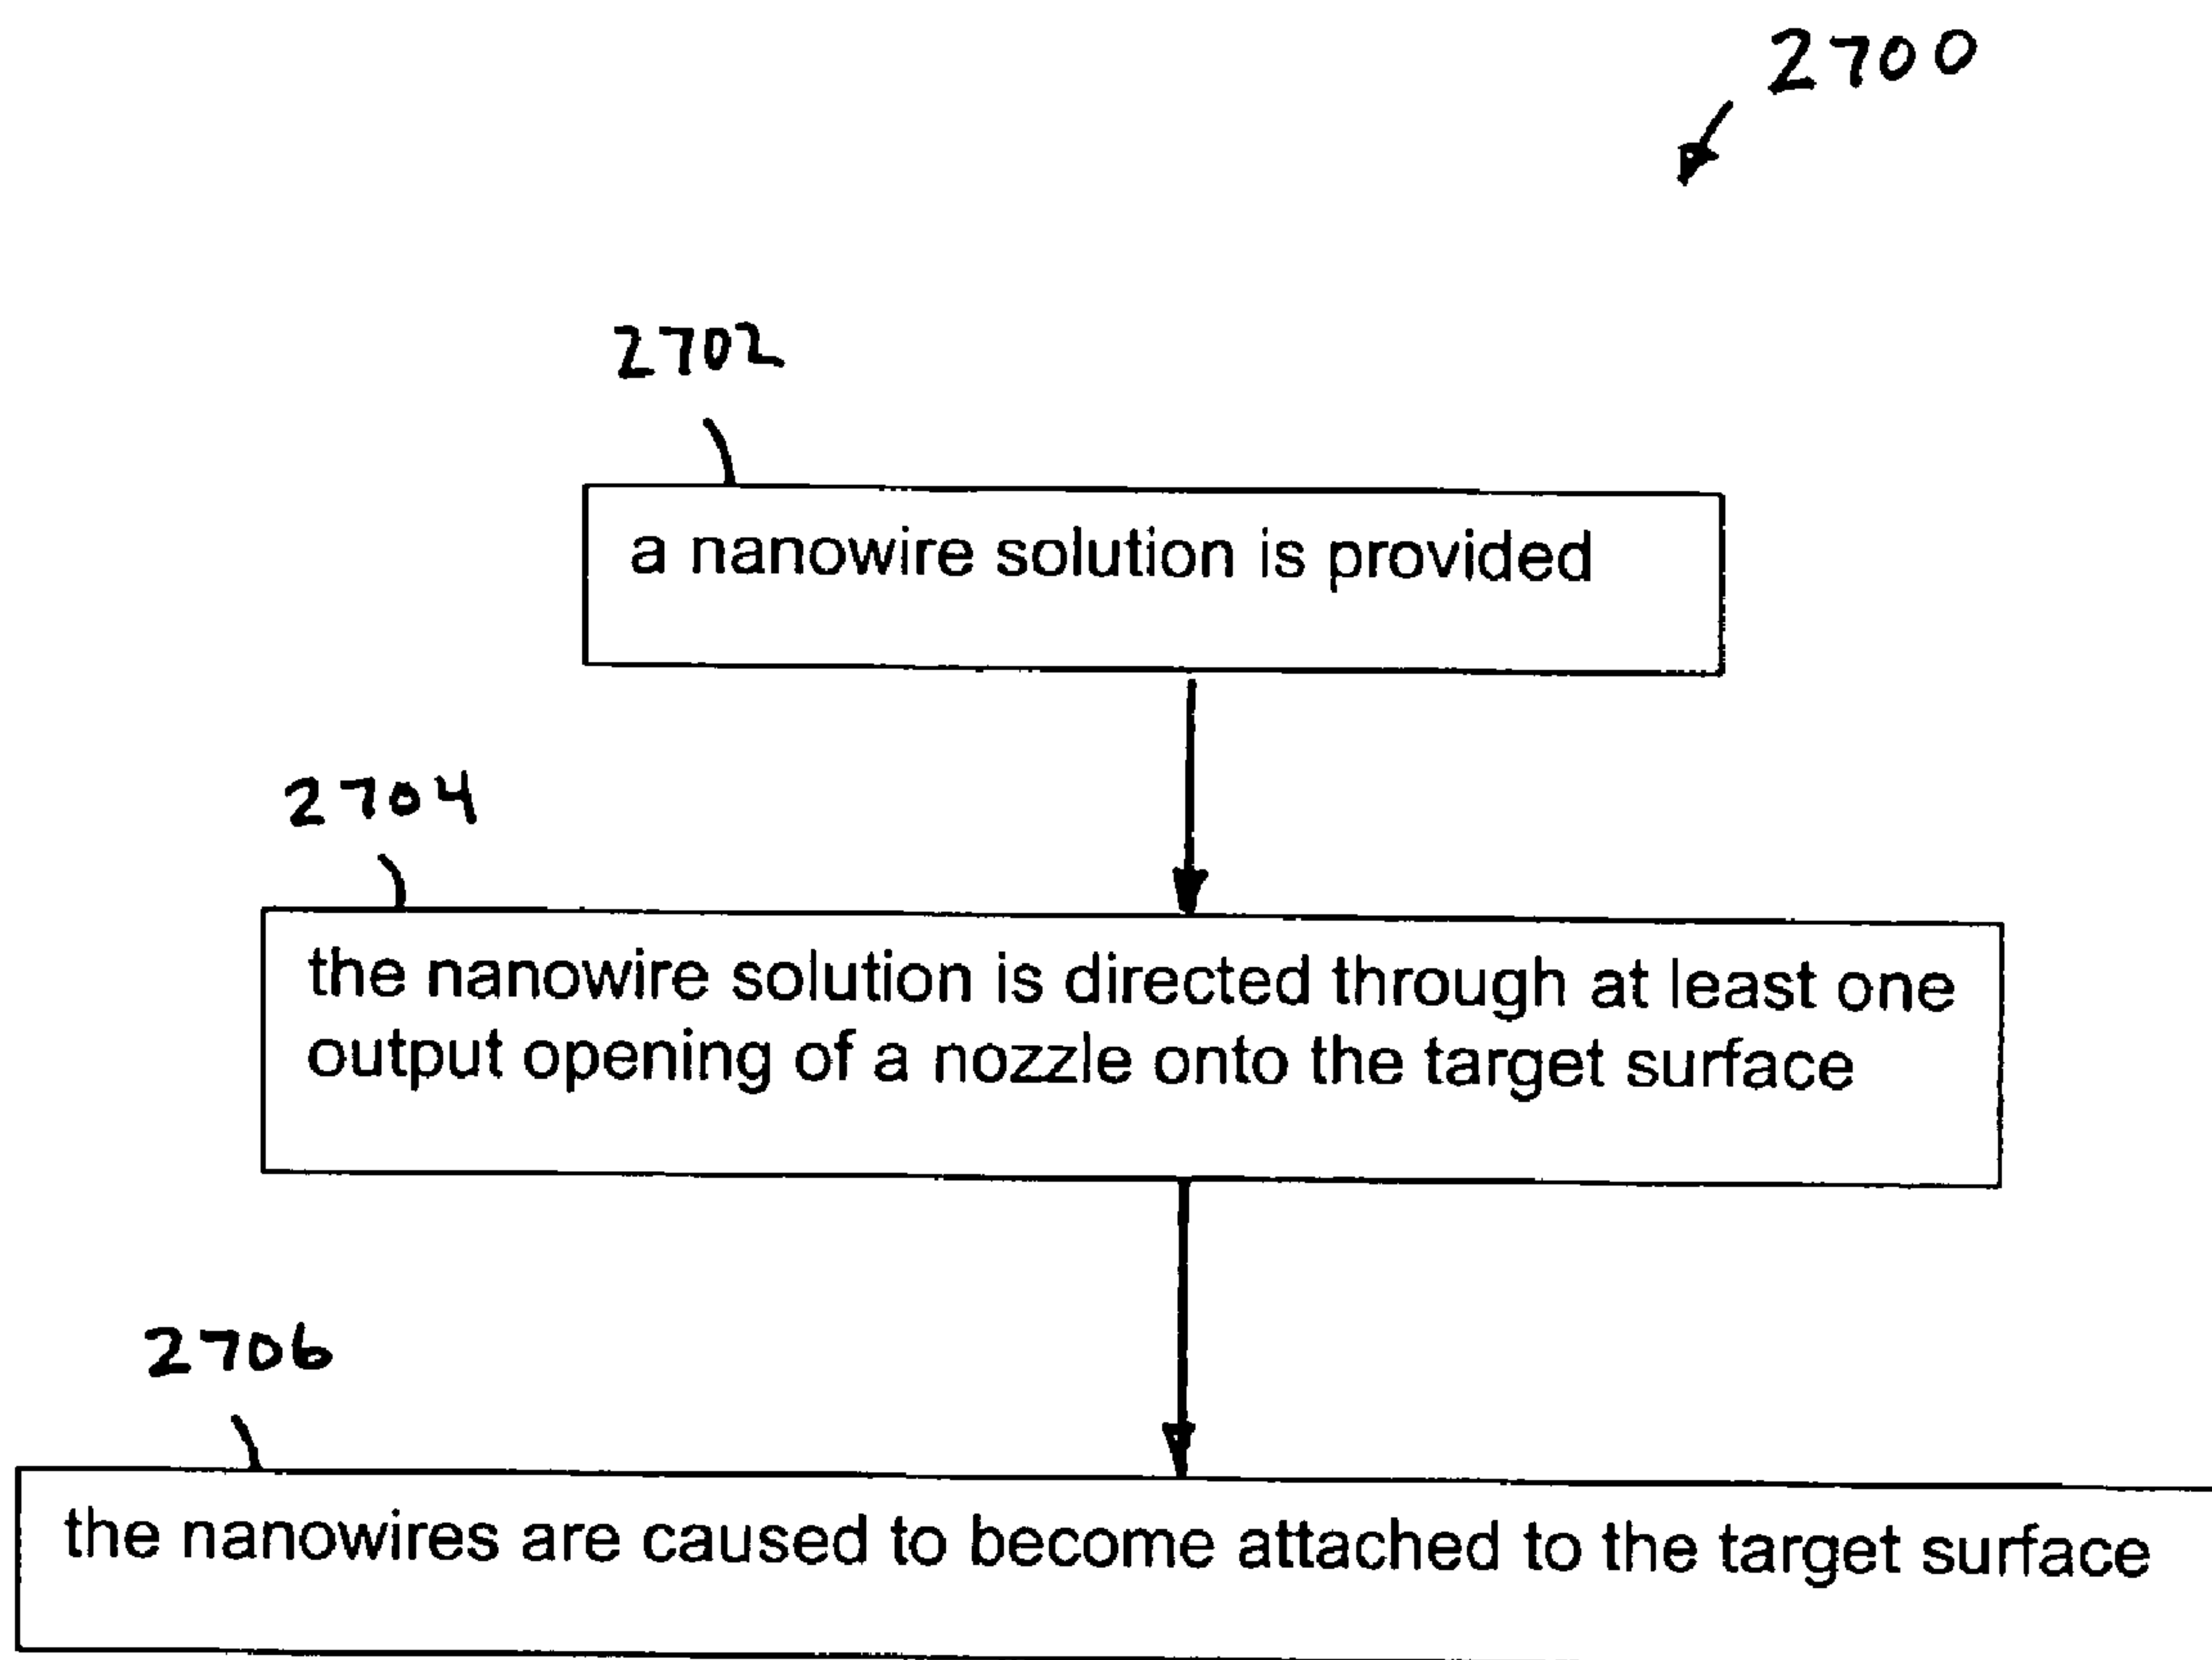 2700
2702
a nanowire solution is provided
2704
the nanowire solution is directed through at least one
output opening of a nozzle onto the target surface
2706
the nanowires are caused to become attached to the target surface